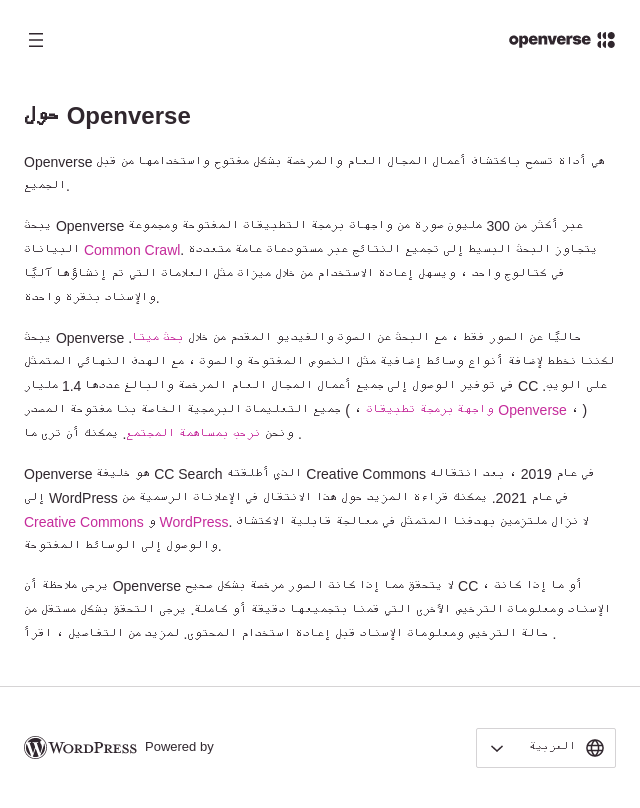 openverse
حول Openverse
Openverse هي أداة تسمح باكتشاف أعمال المجال العام والمرخصة بشكل مفتوح واستخدامها من قبل
الجميع.
يبحث Openverse عبر أكثر من 300 مليون صورة من واجهات برمجة التطبيقات المفتوحة ومجموعة
البيانات Common Crawl. يتجاوز البحث البسيط إلى تجميع النتائج عبر مستودعات عامة متعددة
في كتالوج واحد ، ويسهل إعادة الاستخدام من خلال ميزات مثل العلامات التي تم إنشاؤها آليًا
والإسناد بنقرة واحدة.
يبحث Openverse حاليًا عن الصور فقط ، مع البحث عن الصوت والفيديو المقدم من خلال بحث ميتا.
لكننا نخطط لإضافة أنواع وسائط إضافية مثل النصوص المفتوحة والصوت ، مع الهدف النهائي المتمثل
في توفير الوصول إلى جميع أعمال المجال العام المرخصة والبالغ عددها 1.4 مليار CC على الويب.
جميع التعليمات البرمجية الخاصة بنا مفتوحة المصدر ( ، واجهة برمجة تطبيقات Openverse ، )
ونحن نرحب بمساهمة المجتمع. يمكنك أن ترى ما .
Openverse هو خليفة CC Search الذي أطلقته Creative Commons في عام 2019 ، بعد انتقاله
إلى WordPress في عام 2021. يمكنك قراءة المزيد حول هذا الانتقال في الإعلانات الرسمية من
Creative Commons و WordPress. لا نزال ملتزمين بهدفنا المتمثل في معالجة قابلية الاكتشاف
والوصول إلى الوسائط المفتوحة.
يرجى ملاحظة أن Openverse لا يتحقق مما إذا كانت الصور مرخصة بشكل صحيح CC ، أو ما إذا كانت
الإسناد ومعلومات الترخيص الأخرى التي قمنا بتجميعها دقيقة أو كاملة. يرجى التحقق بشكل مستقل من
حالة الترخيص ومعلومات الإسناد قبل إعادة استخدام المحتوى. لمزيد من التفاصيل ، اقرأ .
Powered by WORDPRESS
العربية